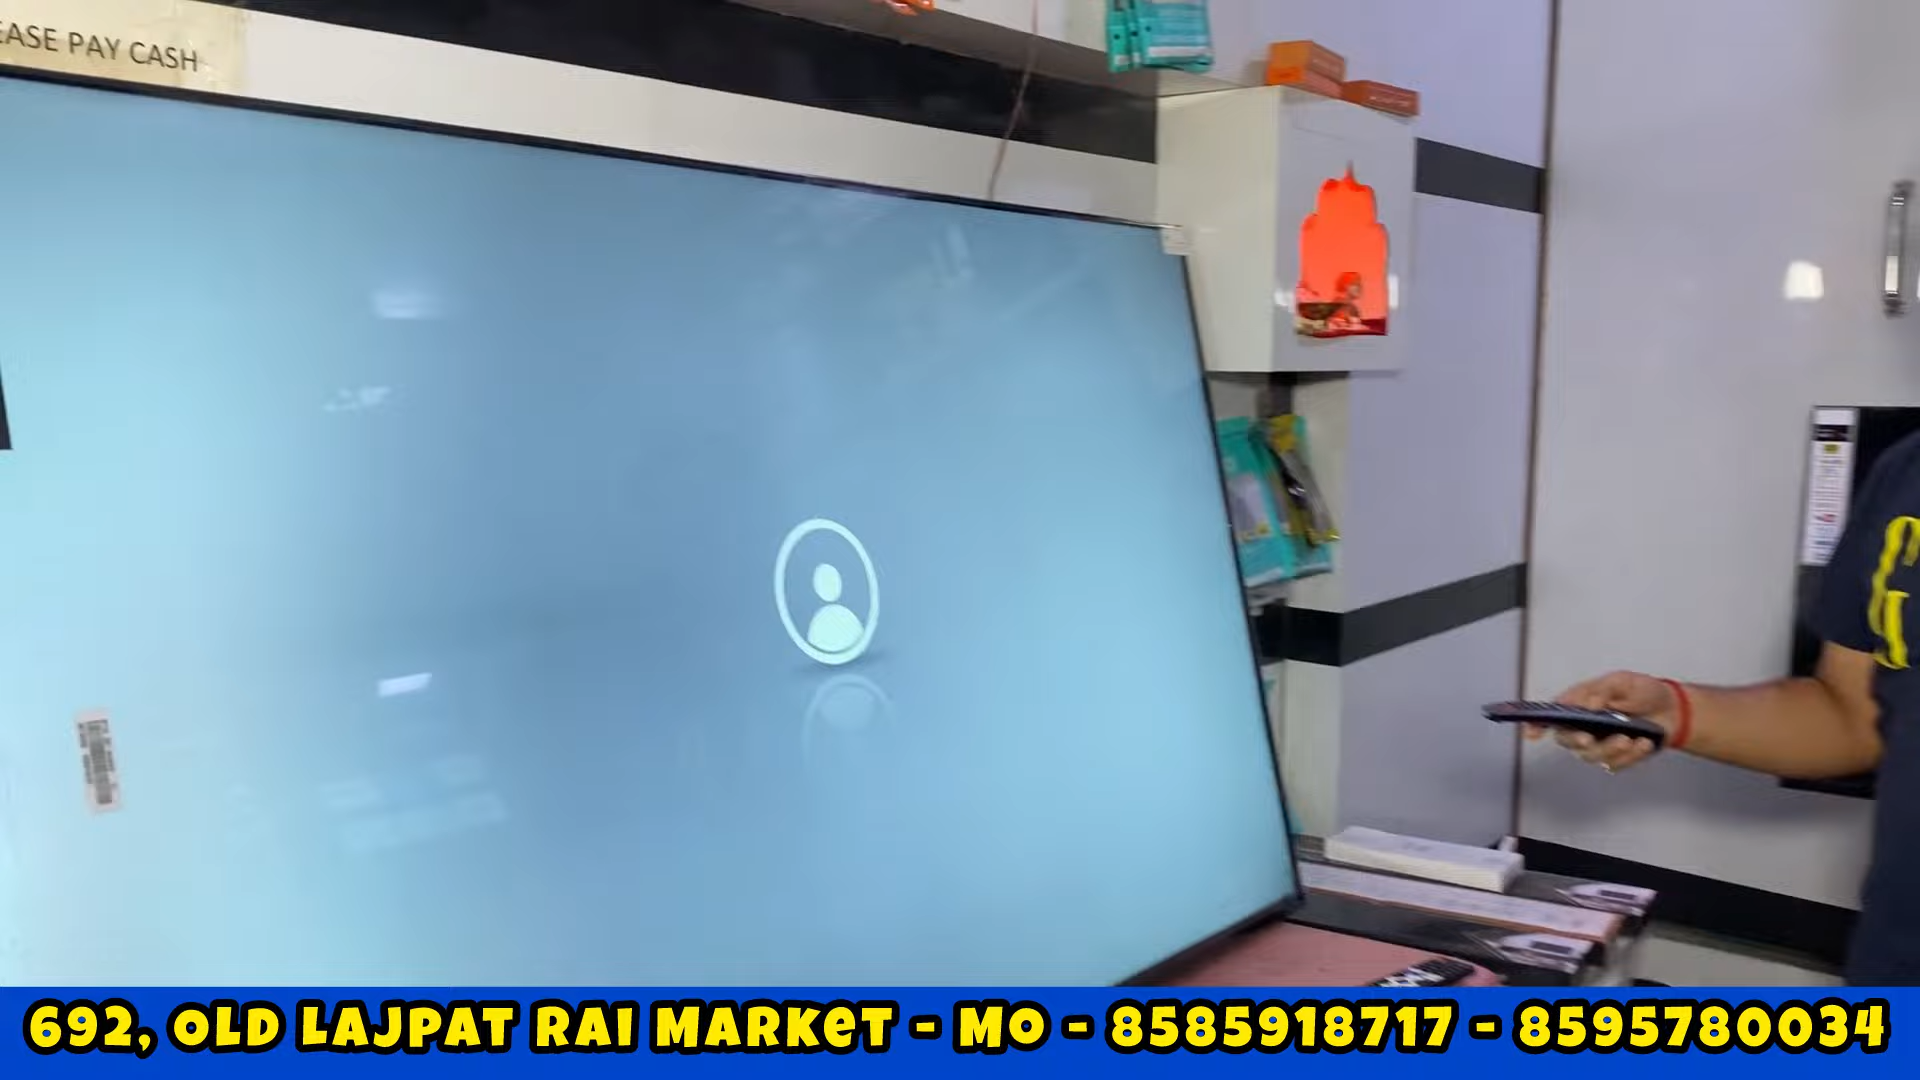 EASE PAY CASH
692, OLD LAJPAT RAI MARKET - MO - 8585918717 - 8595780034